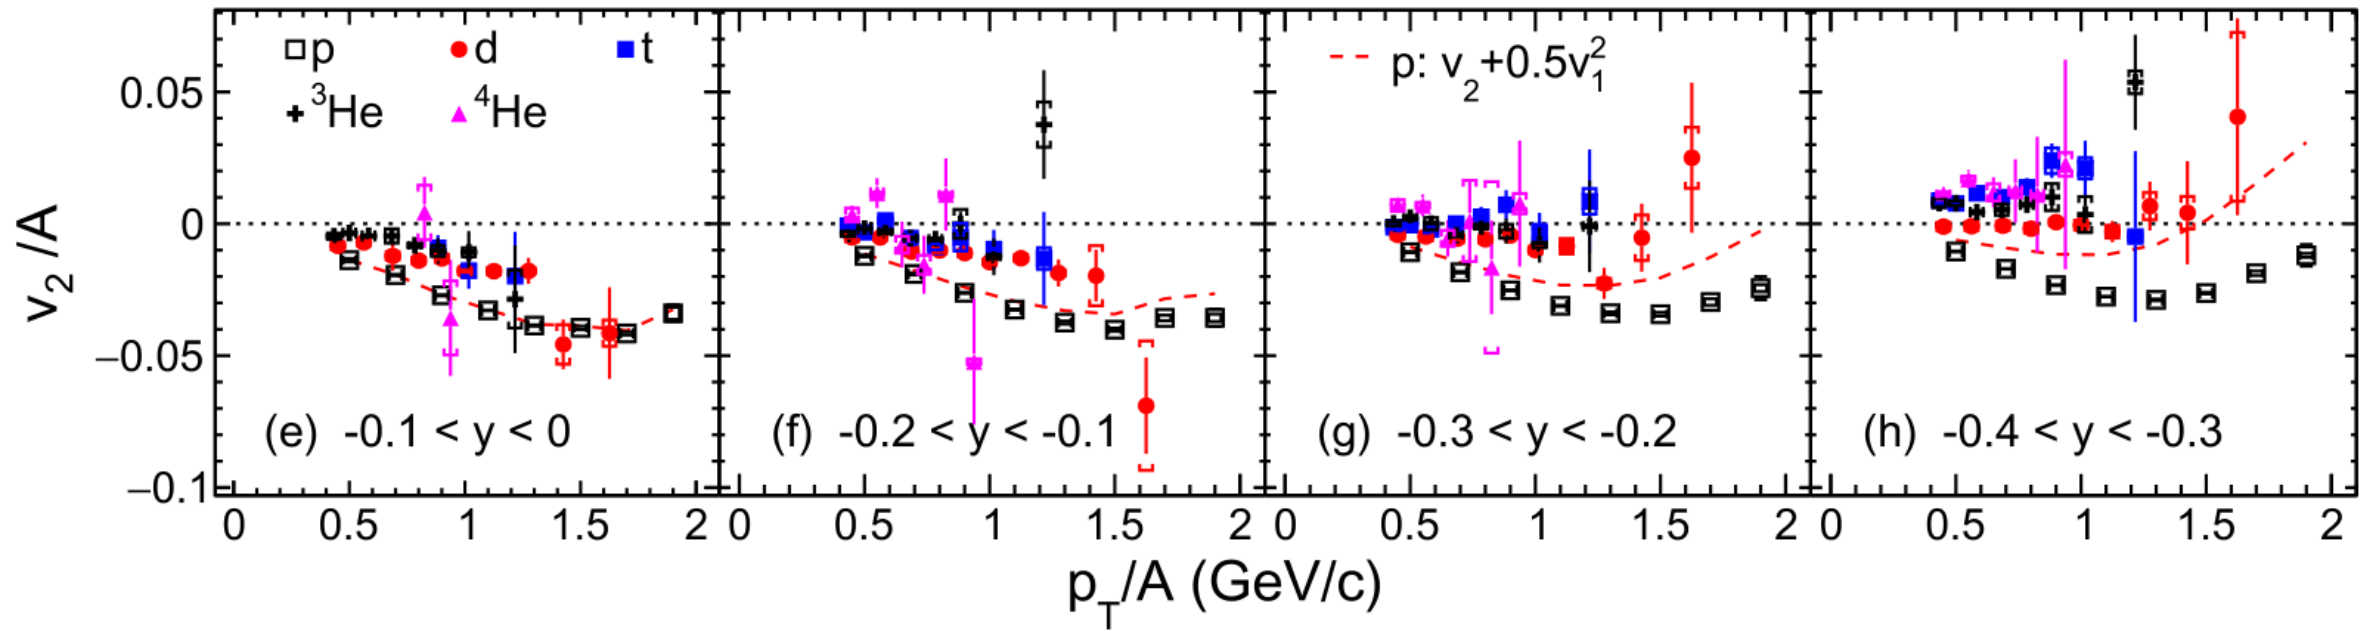 p d t
³He ⁴He
p: v₂+0.5v₁²
0.05
0
−0.05
−0.1
v₂ /A
(e) -0.1 < y < 0
(f) -0.2 < y < -0.1
(g) -0.3 < y < -0.2
(h) -0.4 < y < -0.3
0 0.5 1 1.5 2 0 0.5 1 1.5 2 0 0.5 1 1.5 2 0 0.5 1 1.5 2
p_T/A (GeV/c)